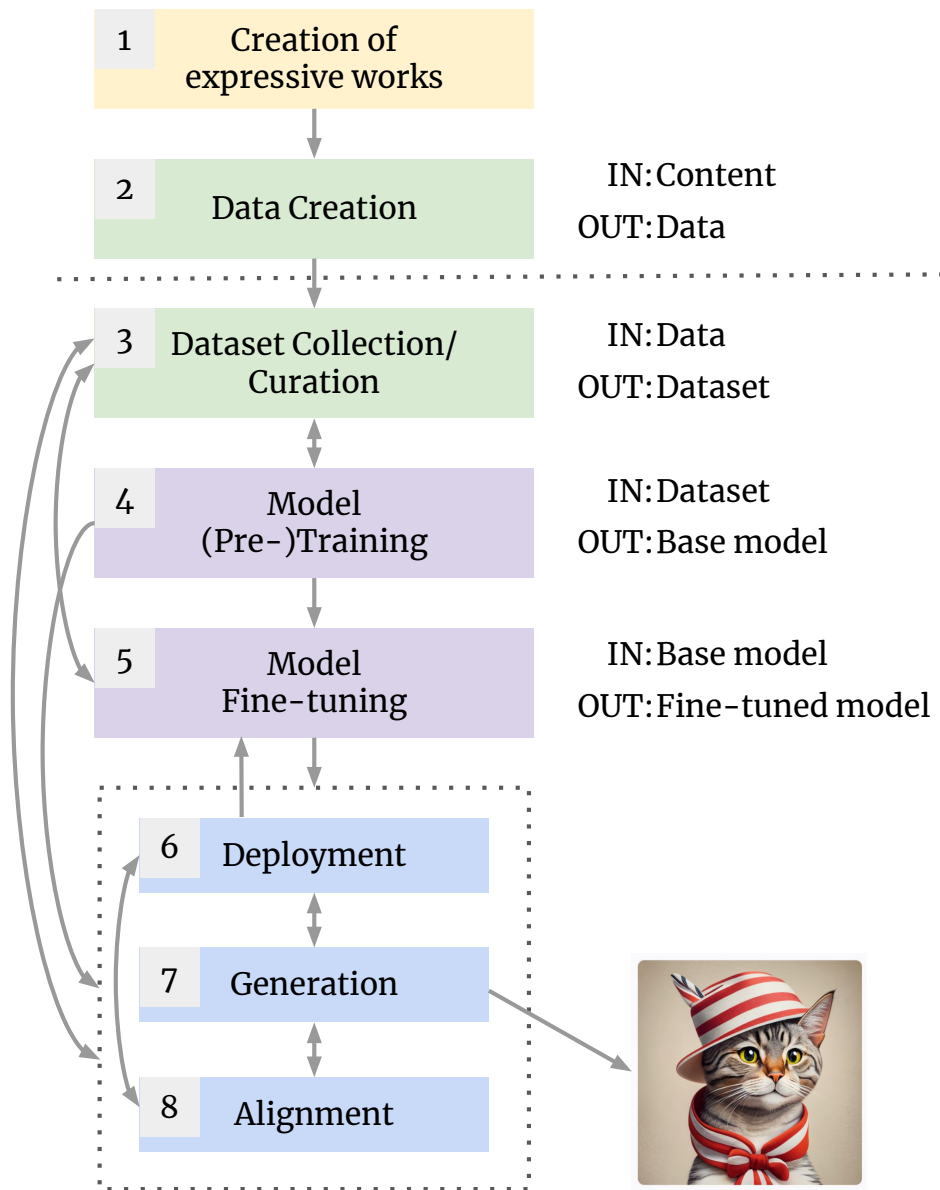 1
Creation of
expressive works
2
Data Creation
IN: Content
OUT: Data
3
Dataset Collection/
Curation
IN: Data
OUT: Dataset
4
Model
(Pre-)Training
IN: Dataset
OUT: Base model
5
Model
Fine-tuning
IN: Base model
OUT: Fine-tuned model
6
Deployment
7
Generation
8
Alignment